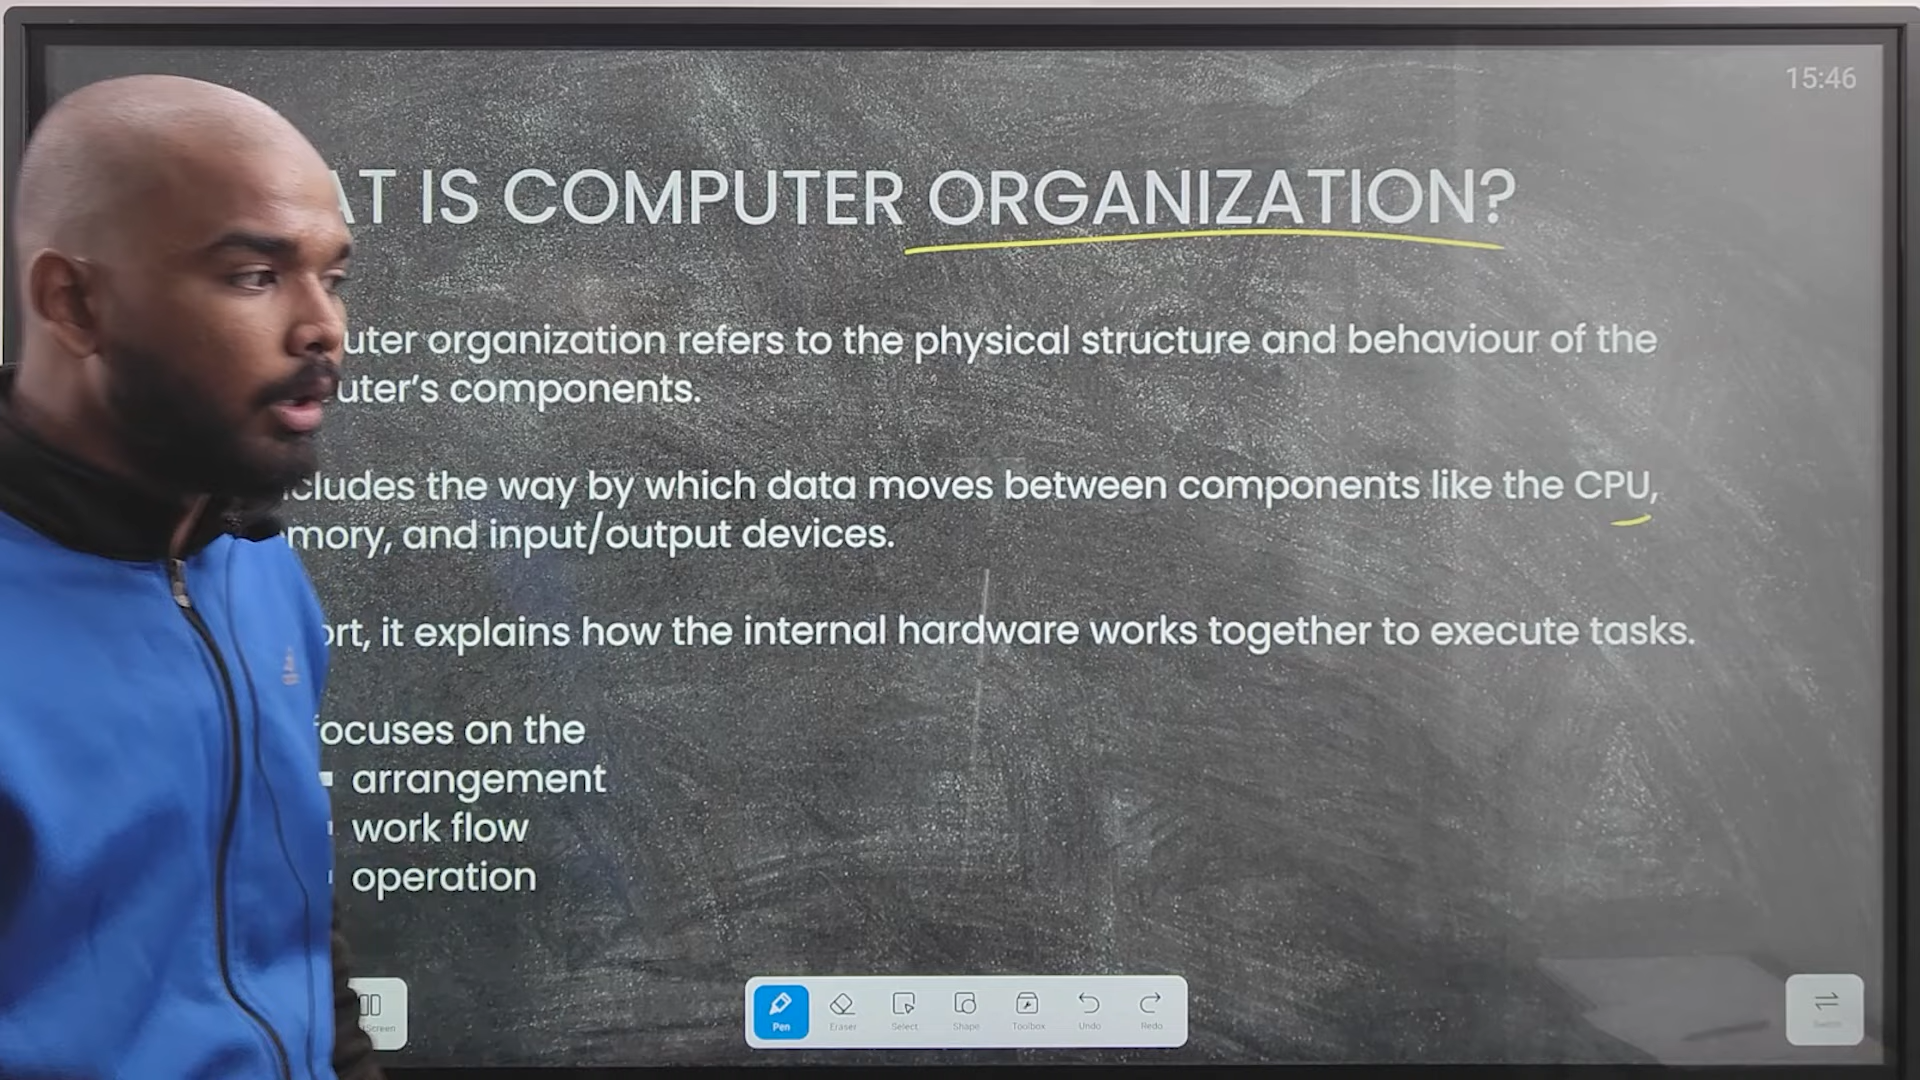 15:46
AT IS COMPUTER ORGANIZATION?
uter organization refers to the physical structure and behaviour of the
uter's components.
cludes the way by which data moves between components like the CPU,
mory, and input/output devices.
ort, it explains how the internal hardware works together to execute tasks.
focuses on the
▪ arrangement
▪ work flow
▪ operation
Screen
Pen
Eraser
Select
Shape
Toolbox
Undo
Redo